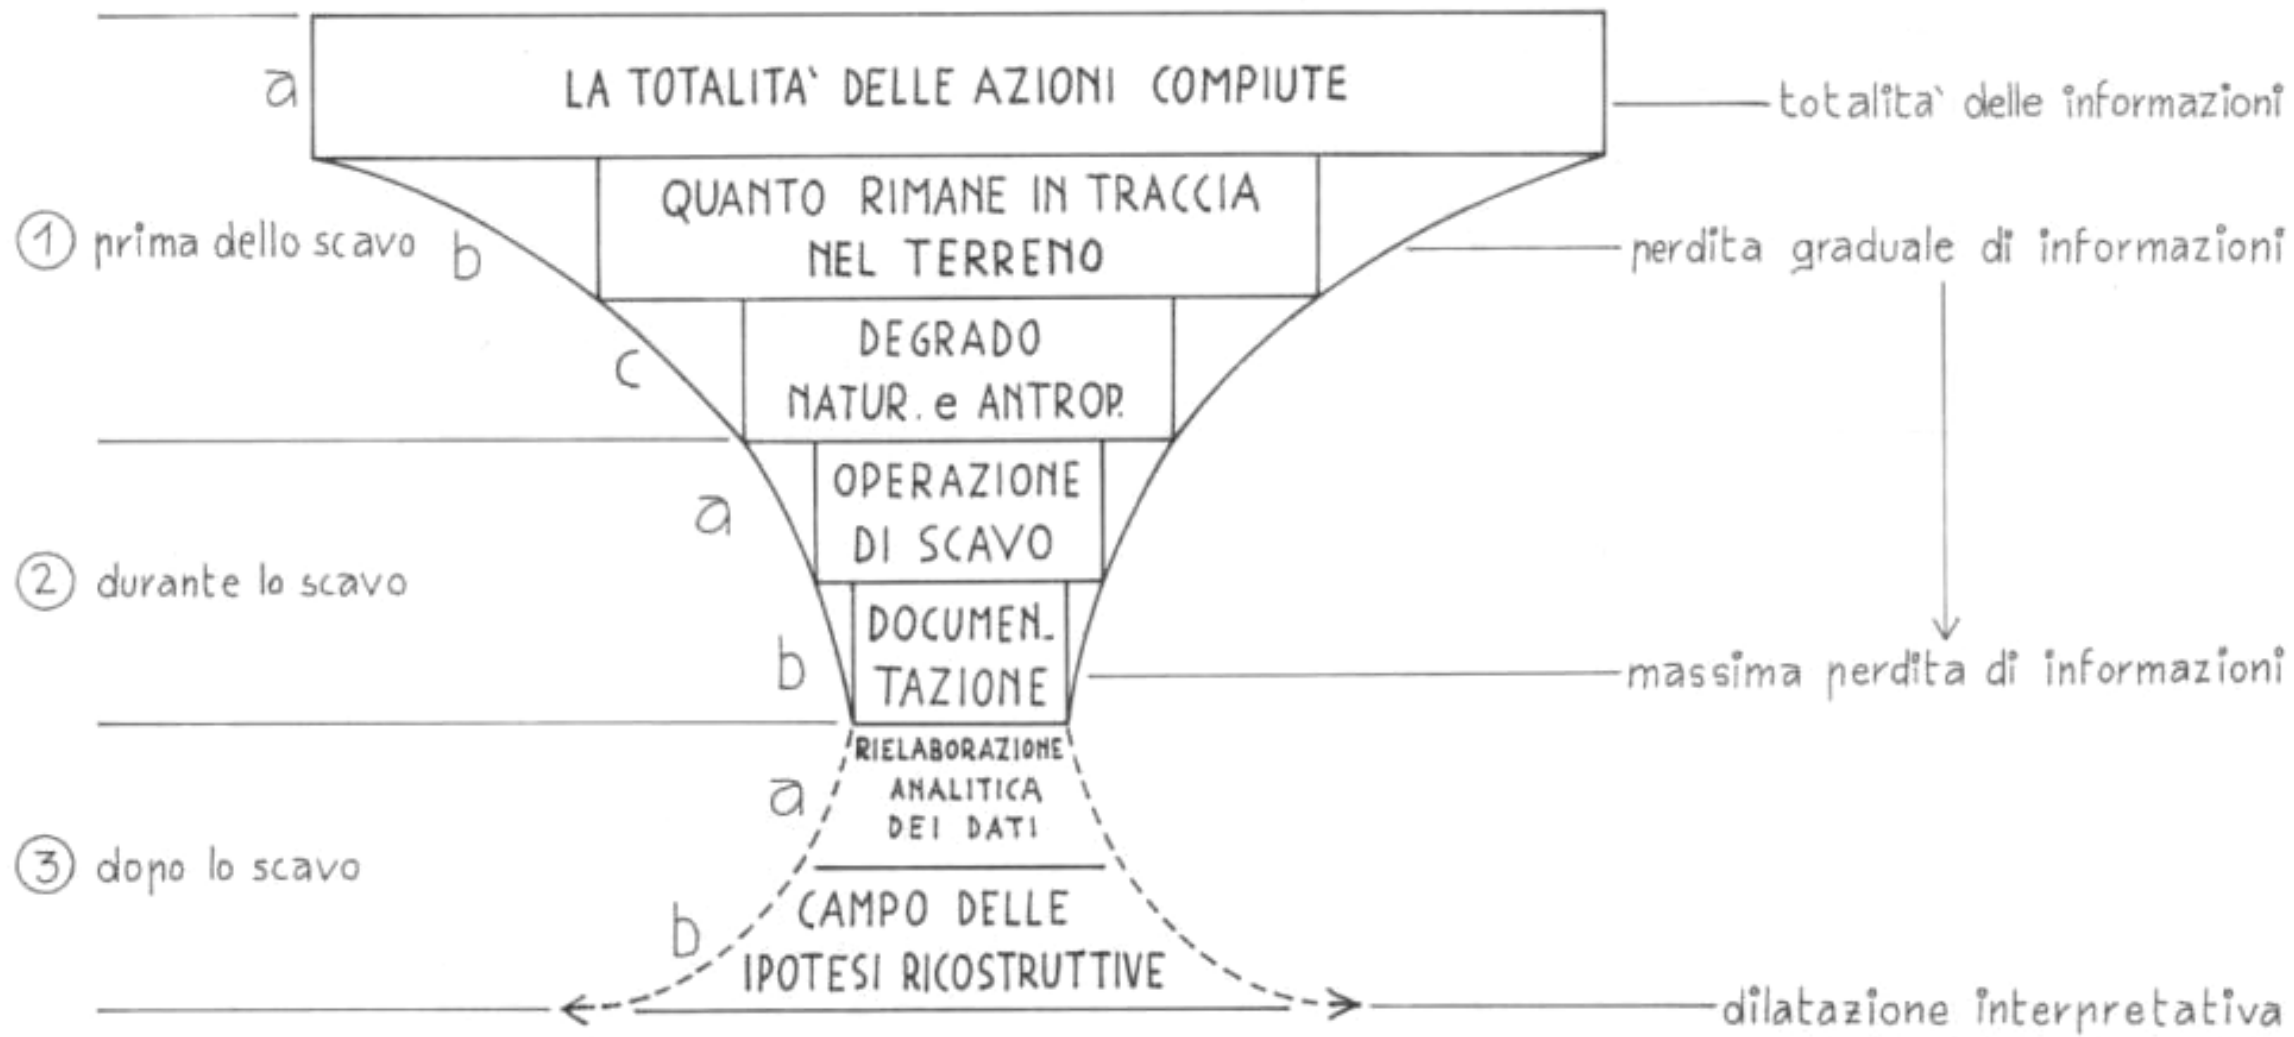 a
LA TOTALITA` DELLE AZIONI COMPIUTE
totalita` delle informazioni
1 prima dello scavo
b
QUANTO RIMANE IN TRACCIA
NEL TERRENO
perdita graduale di informazioni
c
DEGRADO
NATUR. e ANTROP.
a
OPERAZIONE
DI SCAVO
2 durante lo scavo
b
DOCUMEN-
TAZIONE
massima perdita di informazioni
a
RIELABORAZIONE
ANALITICA
DEI DATI
3 dopo lo scavo
b
CAMPO DELLE
IPOTESI RICOSTRUTTIVE
dilatazione interpretativa